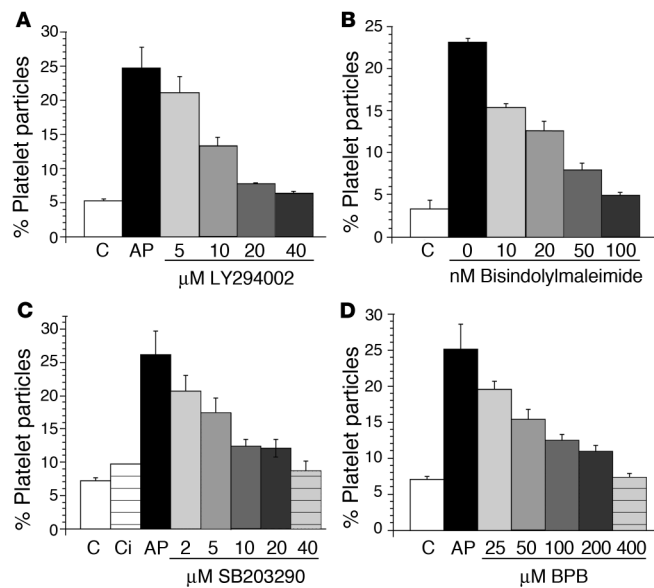 A
% Platelet particles
30
25
20
15
10
5
0
C AP 5 10 20 40
μM LY294002
B
% Platelet particles
25
20
15
10
5
0
C 0 10 20 50 100
nM Bisindolylmaleimide
C
% Platelet particles
30
25
20
15
10
5
0
C Ci AP 2 5 10 20 40
μM SB203290
D
% Platelet particles
30
25
20
15
10
5
0
C AP 25 50 100 200 400
μM BPB